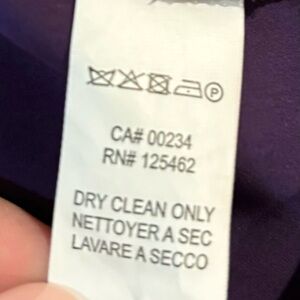 P
CA# 00234
RN# 125462
DRY CLEAN ONLY
NETTOYER A SEC
LAVARE A SECCO